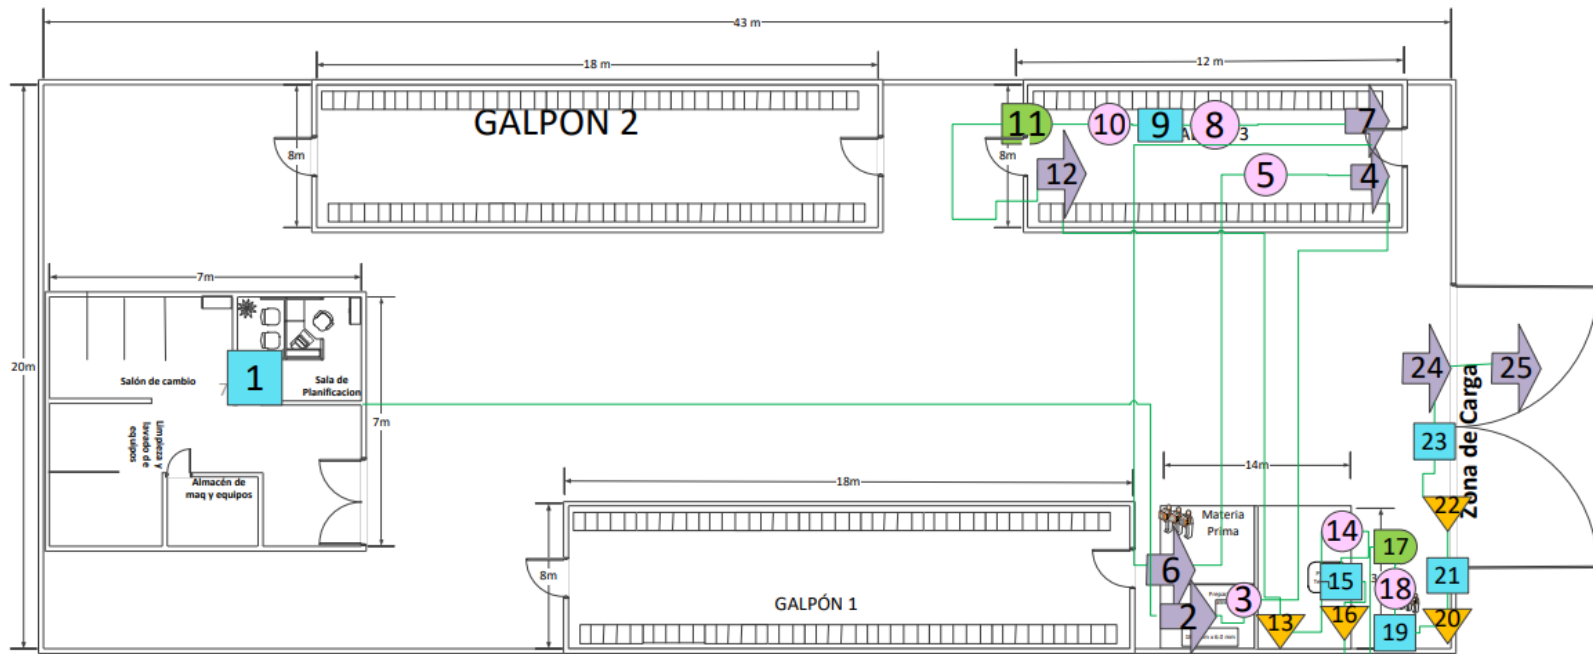 43 m
18 m
12 m
GALPON 2
11
10
9
8
7
3
8m
8m
12
5
4
7m
20m
1
Salón de cambio
7
Sala de
Planificacion
24
25
Zona de Carga
7m
Limpieza y
lavado de
equipos
23
14m
Almacén de
maq y equipos
18m
22
Materia
Prima
14
17
6
8m
15
3
18
21
GALPÓN 1
2
3
13
16
19
20